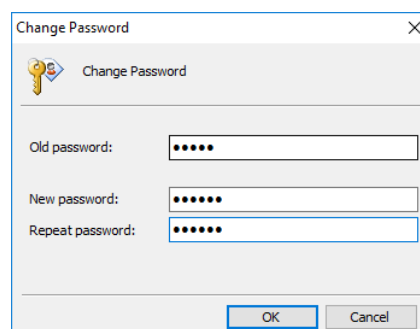 Change Password
Change Password
Old password: •••••
New password: ••••••
Repeat password: ••••••
OK Cancel